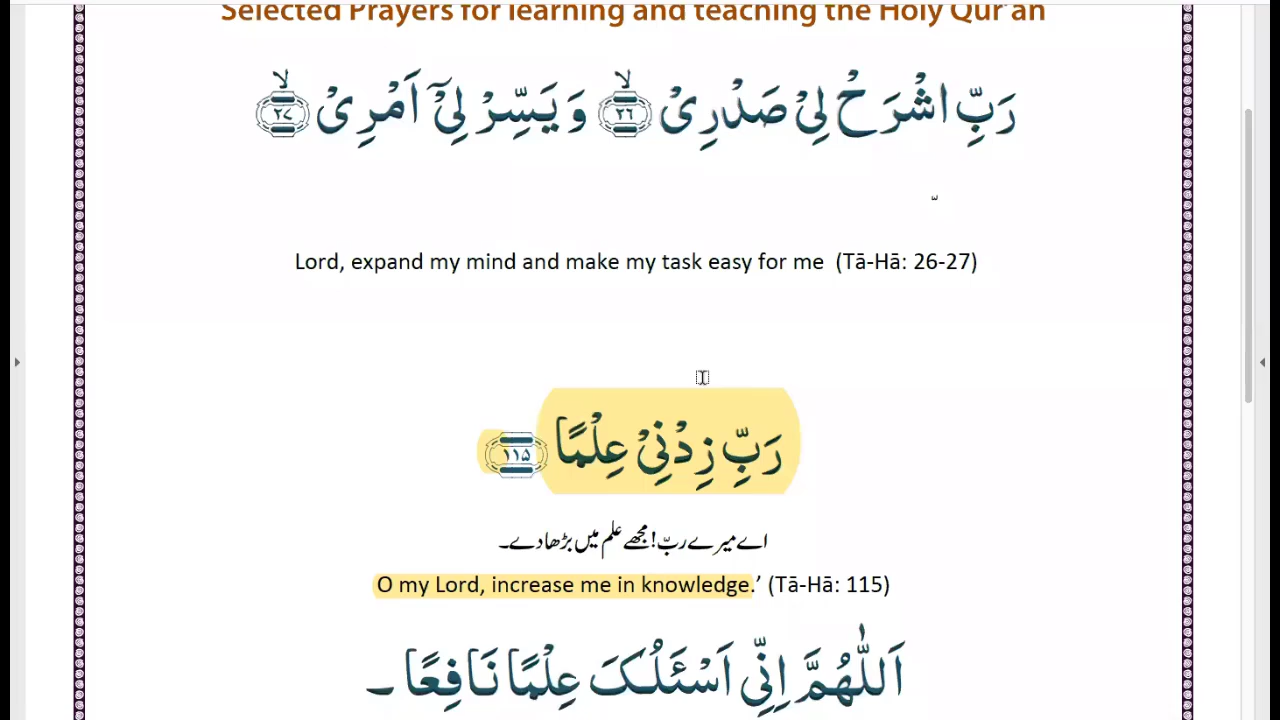 Selected Prayers for learning and teaching the Holy Qur'an
رَبِّ اشْرَحْ لِيْ صَدْرِيْ ۙ﴿۲۶﴾ وَ يَسِّرْ لِيْۤ اَمْرِيْ ۙ﴿۲۷﴾
Lord, expand my mind and make my task easy for me (Tā-Hā: 26-27)
رَبِّ زِدْنِيْ عِلْمًا ﴿۱۱۵﴾
اے میرے ربّ! مجھے علم میں بڑھا دے۔
O my Lord, increase me in knowledge.’ (Tā-Hā: 115)
اَللّٰهُمَّ اِنِّيْ اَسْئَلُكَ عِلْمًا نَافِعًا ۔